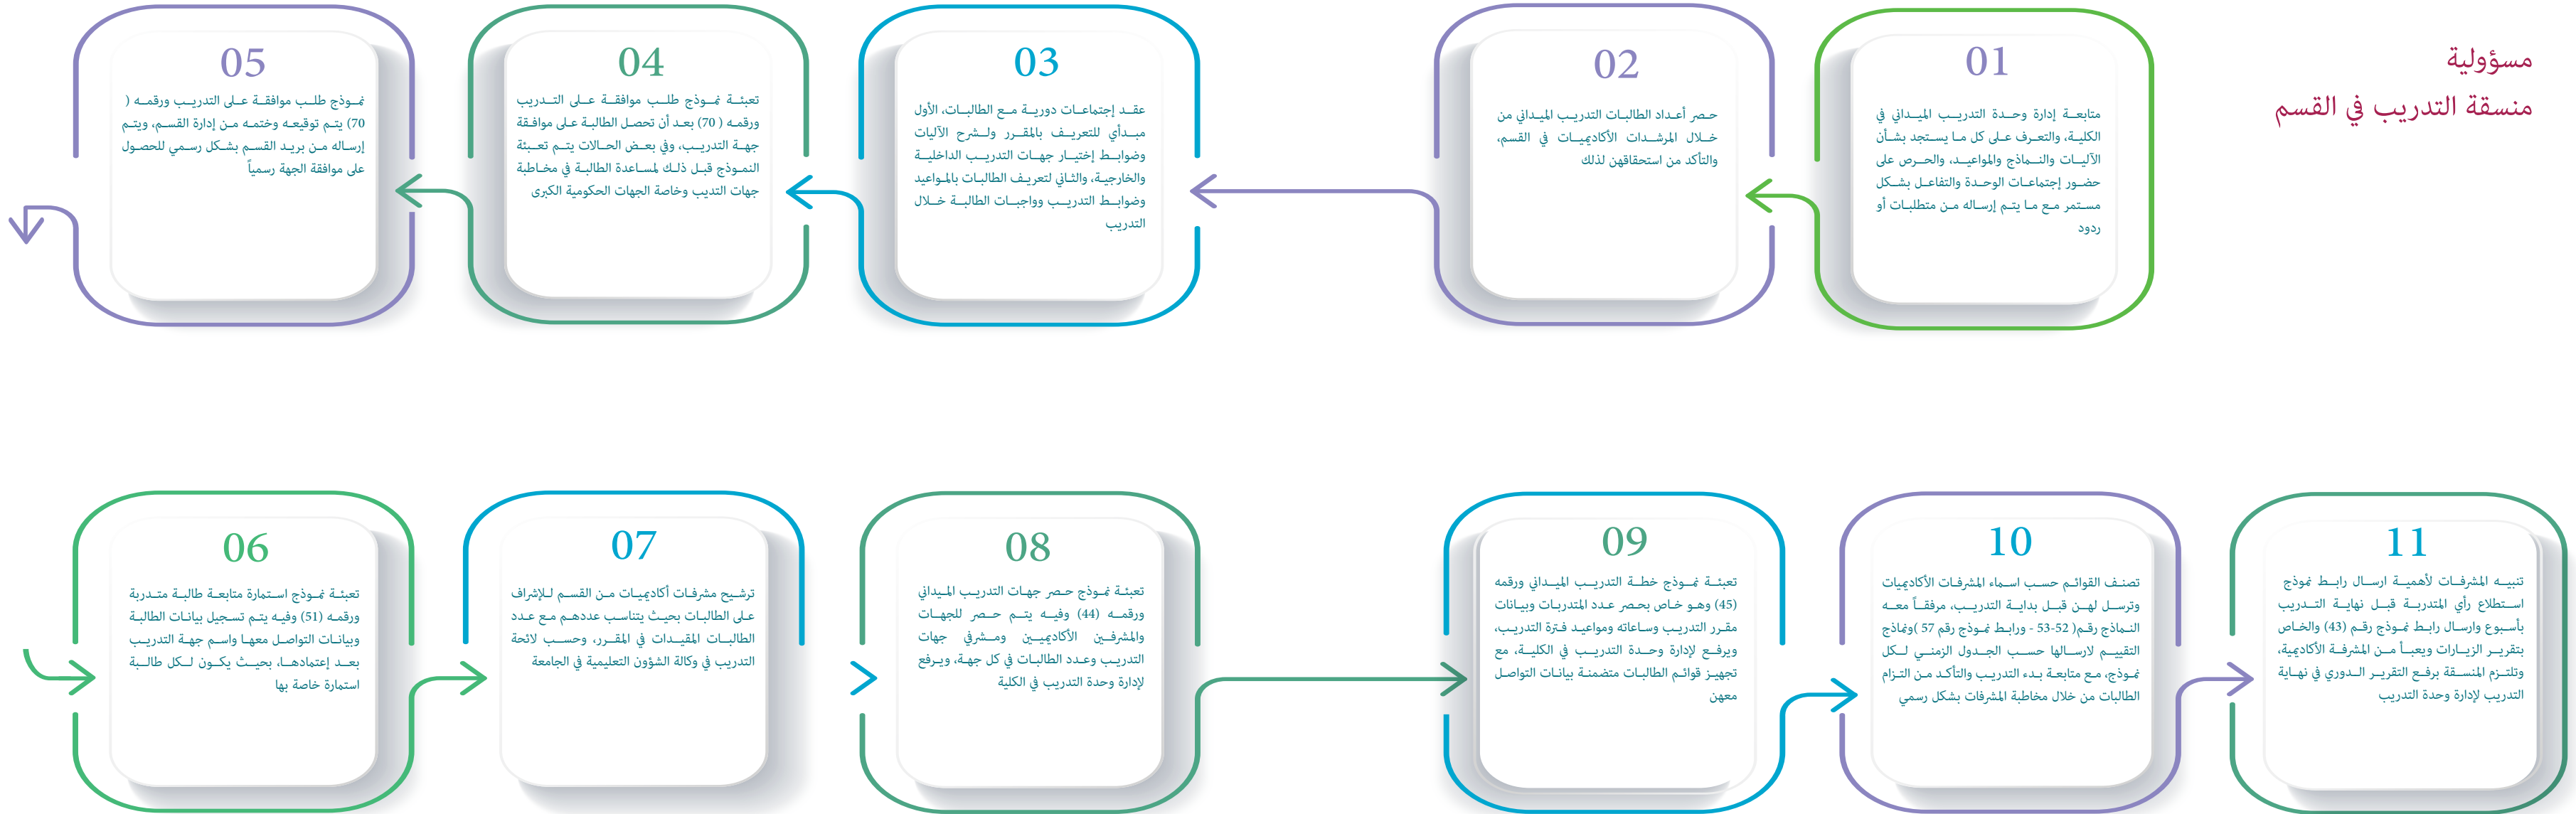 مسؤولية
منسقة التدريب في القسم
01
متابعة إدارة وحدة التدريب الميداني في
الكلية، والتعرف على كل ما يستجد بشأن
الآليات والنماذج والمواعيد، والحرص على
حضور إجتماعات الوحدة والتفاعل بشكل
مستمر مع ما يتم إرساله من متطلبات أو
ردود
02
حصر أعداد الطالبات التدريب الميداني من
خلال المرشدات الأكاديميات في القسم،
والتأكد من استحقاقهن لذلك
03
عقد إجتماعات دورية مع الطالبات، الأول
مبدأي للتعريف بالمقرر ولشرح الآليات
وضوابط إختيار جهات التدريب الداخلية
والخارجية، والثاني لتعريف الطالبات بالمواعيد
وضوابط التدريب وواجبات الطالبة خلال
التدريب
04
تعبئة نموذج طلب موافقة على التدريب
ورقمه ( 70) بعد أن تحصل الطالبة على موافقة
جهة التدريب، وفي بعض الحالات يتم تعبئة
النموذج قبل ذلك لمساعدة الطالبة في مخاطبة
جهات التديب وخاصة الجهات الحكومية الكبرى
05
نموذج طلب موافقة على التدريب ورقمه (
70) يتم توقيعه وختمه من إدارة القسم، ويتم
إرساله من بريد القسم بشكل رسمي للحصول
على موافقة الجهة رسمياً
06
تعبئة نموذج استمارة متابعة طالبة متدربة
ورقمه (51) وفيه يتم تسجيل بيانات الطالبة
وبيانات التواصل معها واسم جهة التدريب
بعد إعتمادها، بحيث يكون لكل طالبة
استمارة خاصة بها
07
ترشيح مشرفات أكاديميات من القسم للإشراف
على الطالبات بحيث يتناسب عددهم مع عدد
الطالبات المقيدات في المقرر، وحسب لائحة
التدريب في وكالة الشؤون التعليمية في الجامعة
08
تعبئة نموذج حصر جهات التدريب الميداني
ورقمه (44) وفيه يتم حصر للجهات
والمشرفين الأكاديميين ومشرفي جهات
التدريب وعدد الطالبات في كل جهة، ويرفع
لإدارة وحدة التدريب في الكلية
09
تعبئة نموذج خطة التدريب الميداني ورقمه
(45) وهو خاص بحصر عدد المتدربات وبيانات
مقرر التدريب وساعاته ومواعيد فترة التدريب،
ويرفع لإدارة وحدة التدريب في الكلية، مع
تجهيز قوائم الطالبات متضمنة بيانات التواصل
معهن
10
تصنف القوائم حسب اسماء المشرفات الأكاديميات
وترسل لهن قبل بداية التدريب، مرفقاً معه
النماذج رقم( 52-53 - ورابط نموذج رقم 57 )ونماذج
التقييم لارسالها حسب الجدول الزمني لكل
نموذج، مع متابعة بدء التدريب والتأكد من التزام
الطالبات من خلال مخاطبة المشرفات بشكل رسمي
11
تنبيه المشرفات لأهمية ارسال رابط نموذج
استطلاع رأي المتدربة قبل نهاية التدريب
بأسبوع وارسال رابط نموذج رقم (43) والخاص
بتقرير الزيارات ويعبأ من المشرفة الأكاديمية،
وتلتزم المنسقة برفع التقرير الدوري في نهاية
التدريب لإدارة وحدة التدريب